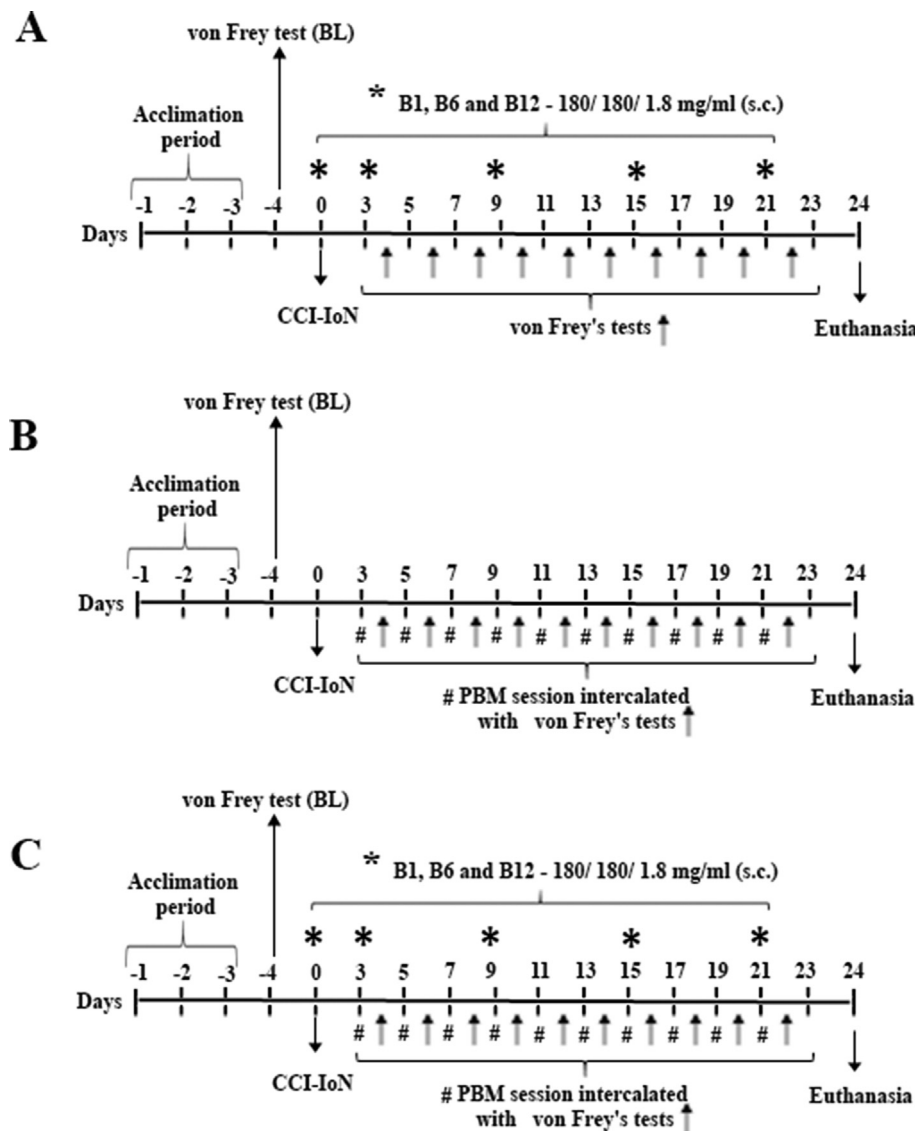 A
von Frey test (BL)
* B1, B6 and B12 - 180/ 180/ 1.8 mg/ml (s.c.)
Acclimation
period
* * * * *
-1 -2 -3 -4 0 3 5 7 9 11 13 15 17 19 21 23 24
Days
CCI-IoN
von Frey's tests
Euthanasia
B
von Frey test (BL)
Acclimation
period
-1 -2 -3 -4 0 3 5 7 9 11 13 15 17 19 21 23 24
Days
# # # # # # # # # #
CCI-IoN
# PBM session intercalated
with von Frey's tests
Euthanasia
C
von Frey test (BL)
* B1, B6 and B12 - 180/ 180/ 1.8 mg/ml (s.c.)
Acclimation
period
* * * * *
-1 -2 -3 -4 0 3 5 7 9 11 13 15 17 19 21 23 24
Days
# # # # # # # # # #
CCI-IoN
# PBM session intercalated
with von Frey's tests
Euthanasia